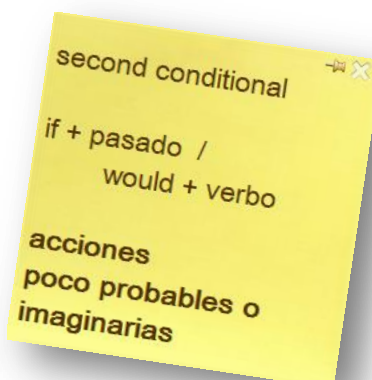 second conditional
if + pasado /
would + verbo
acciones
poco probables o
imaginarias